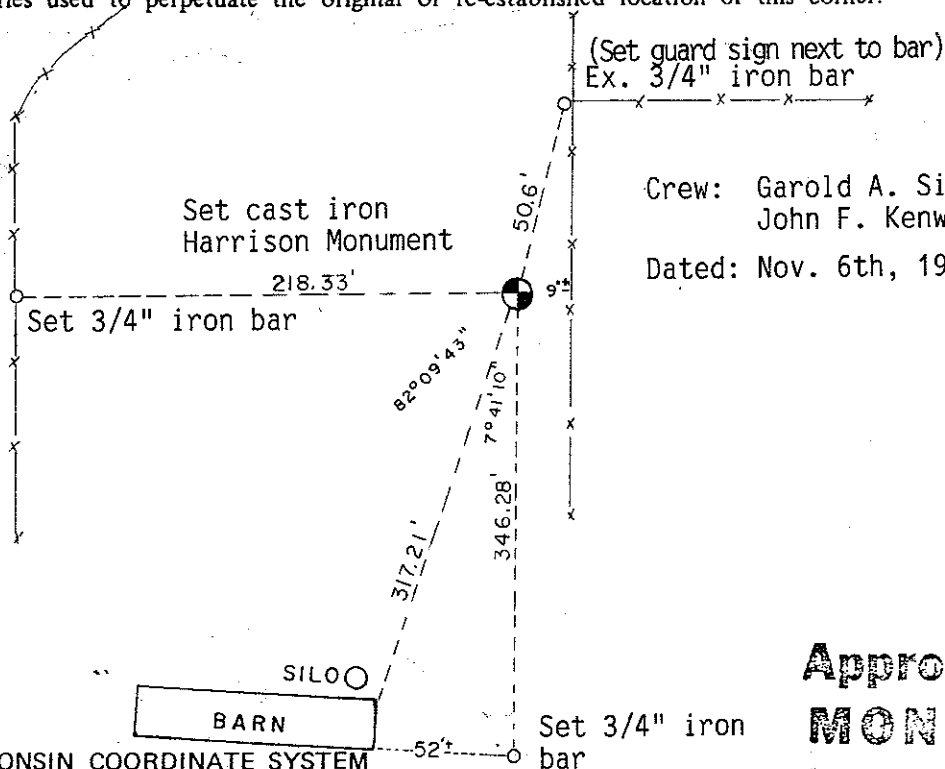 used to perpetuate the original or re-established location of this corner.
(Set guard sign next to bar)
Ex. 3/4" iron bar
50.6'
Crew: Garold A. Si
John F. Kenw
Set cast iron
Harrison Monument
218.33'
9'±
Dated: Nov. 6th, 19
Set 3/4" iron bar
82°09'43"
7°41'10"
346.28'
317.21'
SILO
BARN
52'±
Set 3/4" iron
bar
Appro
MON
ONSIN COORDINATE SYSTEM